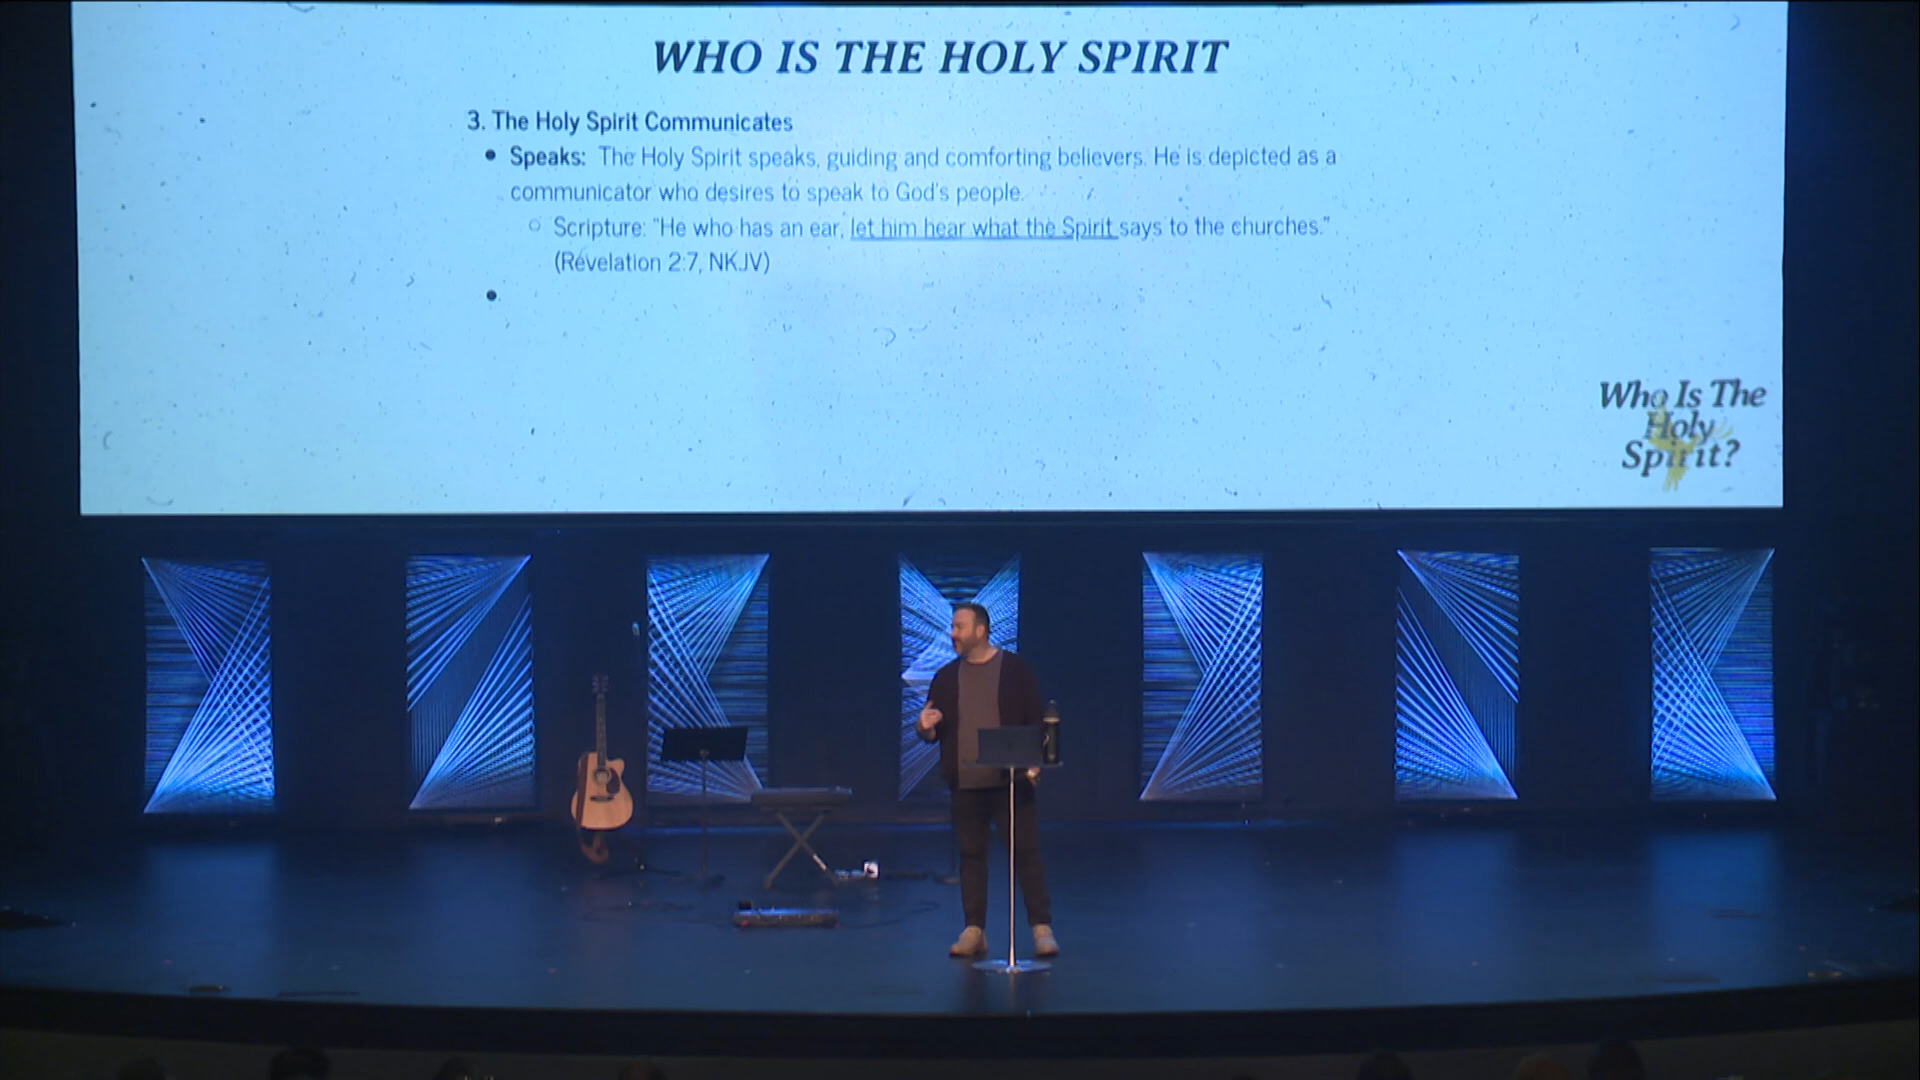 WHO IS THE HOLY SPIRIT
3. The Holy Spirit Communicates
• Speaks: The Holy Spirit speaks, guiding and comforting believers. He is depicted as a
communicator who desires to speak to God's people.
○ Scripture: "He who has an ear, let him hear what the Spirit says to the churches."
(Revelation 2:7, NKJV)
•
Who Is The
Holy
Spirit?